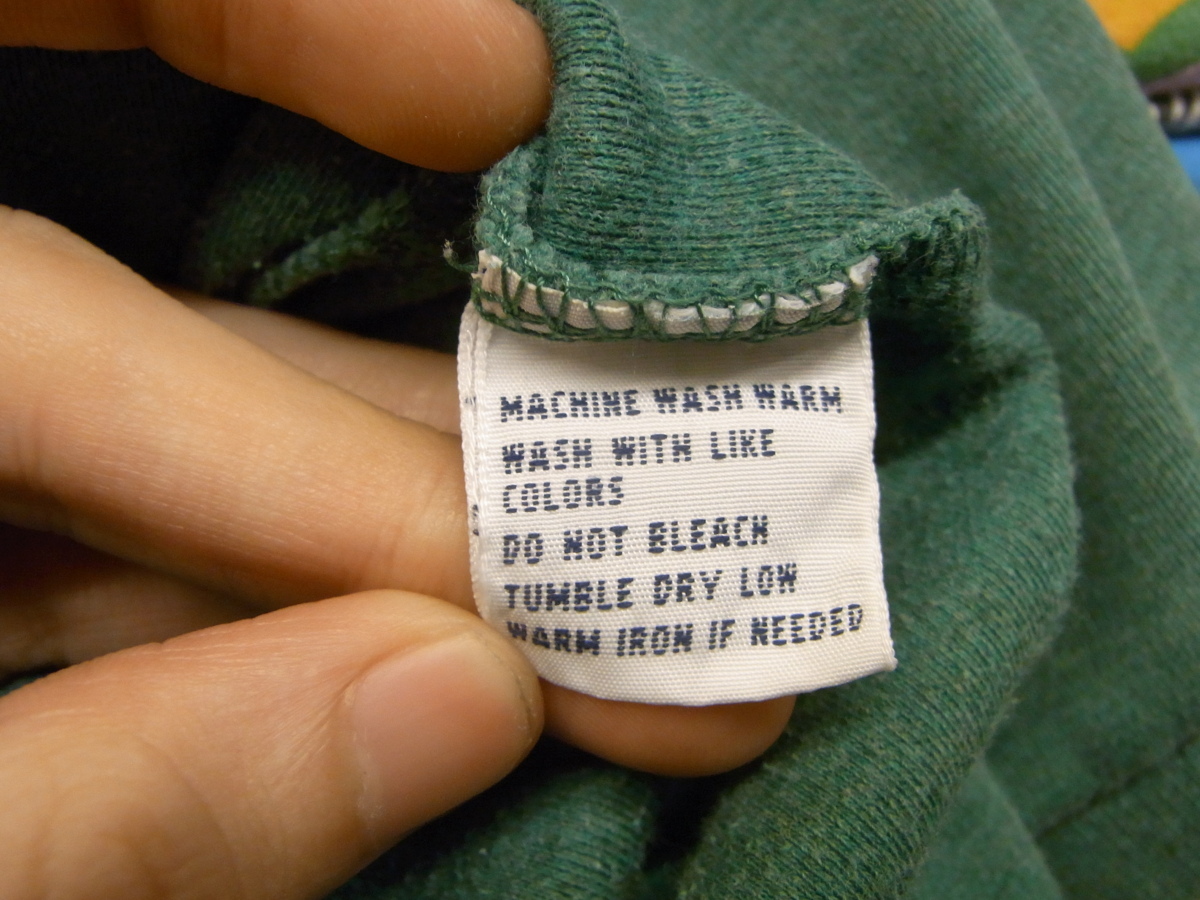 MACHINE WASH WARM
WASH WITH LIKE
COLORS
DO NOT BLEACH
TUMBLE DRY LOW
WARM IRON IF NEEDED